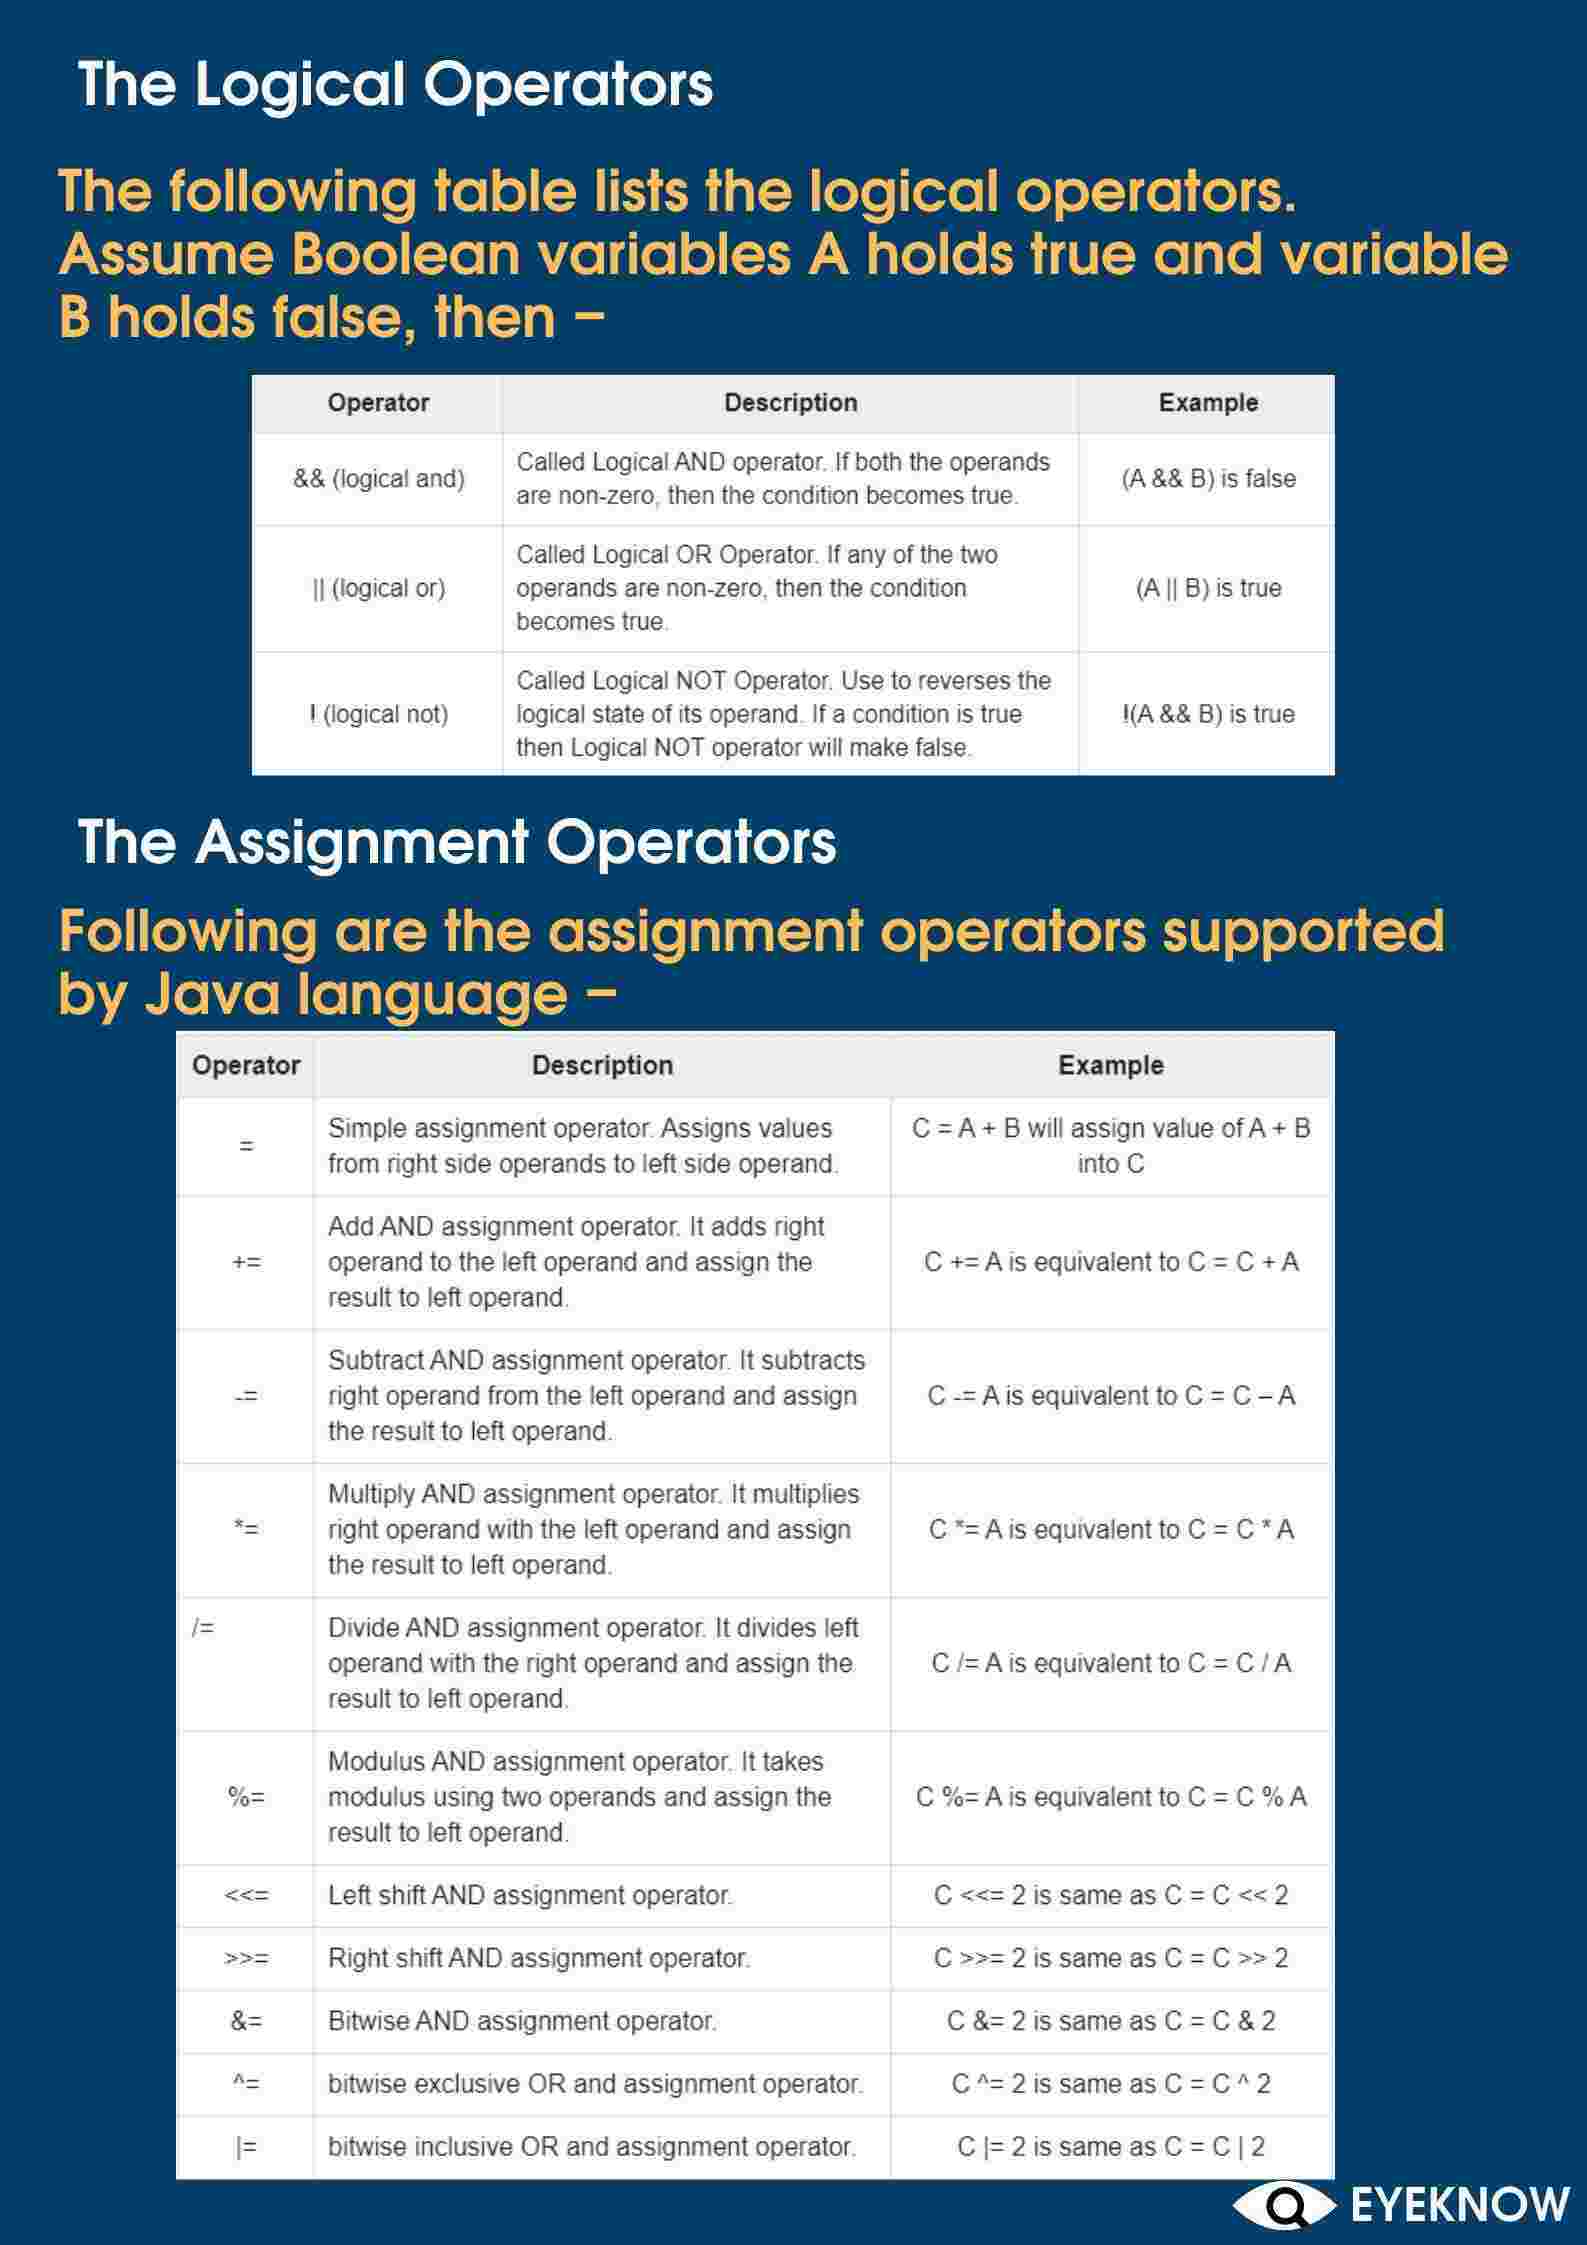 The Logical Operators
The following table lists the logical operators.
Assume Boolean variables A holds true and variable
B holds false, then –
Operator Description Example
&& (logical and) Called Logical AND operator. If both the operands
are non-zero, then the condition becomes true. (A && B) is false
|| (logical or) Called Logical OR Operator. If any of the two
operands are non-zero, then the condition
becomes true. (A || B) is true
! (logical not) Called Logical NOT Operator. Use to reverses the
logical state of its operand. If a condition is true
then Logical NOT operator will make false. !(A && B) is true
The Assignment Operators
Following are the assignment operators supported
by Java language –
Operator Description Example
= Simple assignment operator. Assigns values
from right side operands to left side operand. C = A + B will assign value of A + B
into C
+= Add AND assignment operator. It adds right
operand to the left operand and assign the
result to left operand. C += A is equivalent to C = C + A
-= Subtract AND assignment operator. It subtracts
right operand from the left operand and assign
the result to left operand. C -= A is equivalent to C = C – A
*= Multiply AND assignment operator. It multiplies
right operand with the left operand and assign
the result to left operand. C *= A is equivalent to C = C * A
/= Divide AND assignment operator. It divides left
operand with the right operand and assign the
result to left operand. C /= A is equivalent to C = C / A
%= Modulus AND assignment operator. It takes
modulus using two operands and assign the
result to left operand. C %= A is equivalent to C = C % A
<<= Left shift AND assignment operator. C <<= 2 is same as C = C << 2
>>= Right shift AND assignment operator. C >>= 2 is same as C = C >> 2
&= Bitwise AND assignment operator. C &= 2 is same as C = C & 2
^= bitwise exclusive OR and assignment operator. C ^= 2 is same as C = C ^ 2
|= bitwise inclusive OR and assignment operator. C |= 2 is same as C = C | 2
EYEKNOW